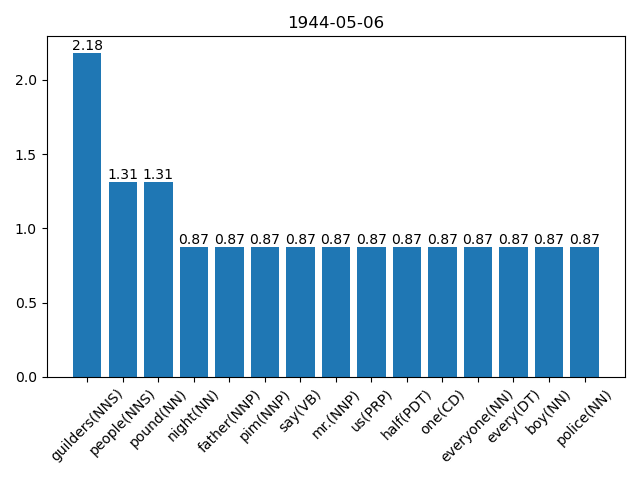 1944-05-06
2.18
1.31 1.31
0.87 0.87 0.87 0.87 0.87 0.87 0.87 0.87 0.87 0.87 0.87 0.87
2.0
1.5
1.0
0.5
0.0
guilders(NNS)
people(NNS)
pound(NN)
night(NN)
father(NNP)
pim(NNP)
say(VB)
mr.(NNP)
us(PRP)
half(PDT)
one(CD)
everyone(NN)
every(DT)
boy(NN)
police(NN)